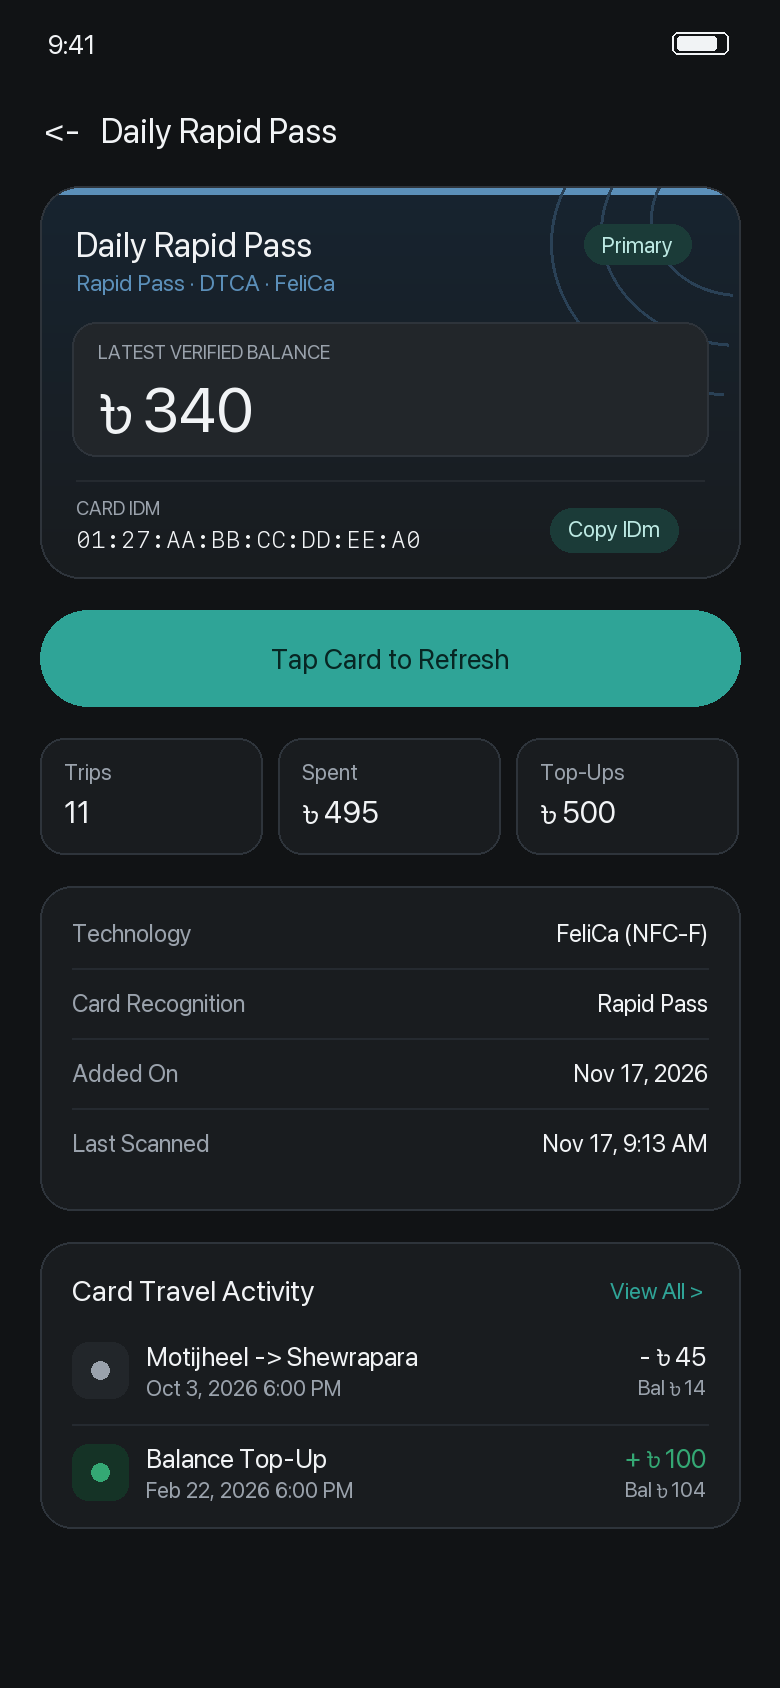 9:41
<- Daily Rapid Pass
Daily Rapid Pass
Primary
Rapid Pass · DTCA · FeliCa
LATEST VERIFIED BALANCE
৳ 340
CARD IDM
01:27:AA:BB:CC:DD:EE:A0
Copy IDm
Tap Card to Refresh
Trips
11
Spent
৳ 495
Top-Ups
৳ 500
Technology FeliCa (NFC-F)
Card Recognition Rapid Pass
Added On Nov 17, 2026
Last Scanned Nov 17, 9:13 AM
Card Travel Activity View All >
Motijheel -> Shewrapara - ৳ 45
Oct 3, 2026 6:00 PM Bal ৳ 14
Balance Top-Up + ৳ 100
Feb 22, 2026 6:00 PM Bal ৳ 104